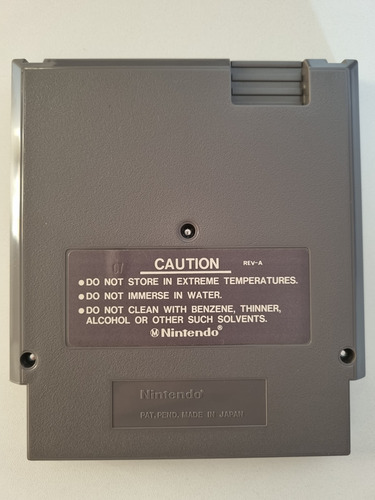 07
CAUTION REV-A
●DO NOT STORE IN EXTREME TEMPERATURES.
●DO NOT IMMERSE IN WATER.
●DO NOT CLEAN WITH BENZENE, THINNER,
ALCOHOL OR OTHER SUCH SOLVENTS.
Ⓜ Nintendo®
Nintendo®
PAT. PEND. MADE IN JAPAN